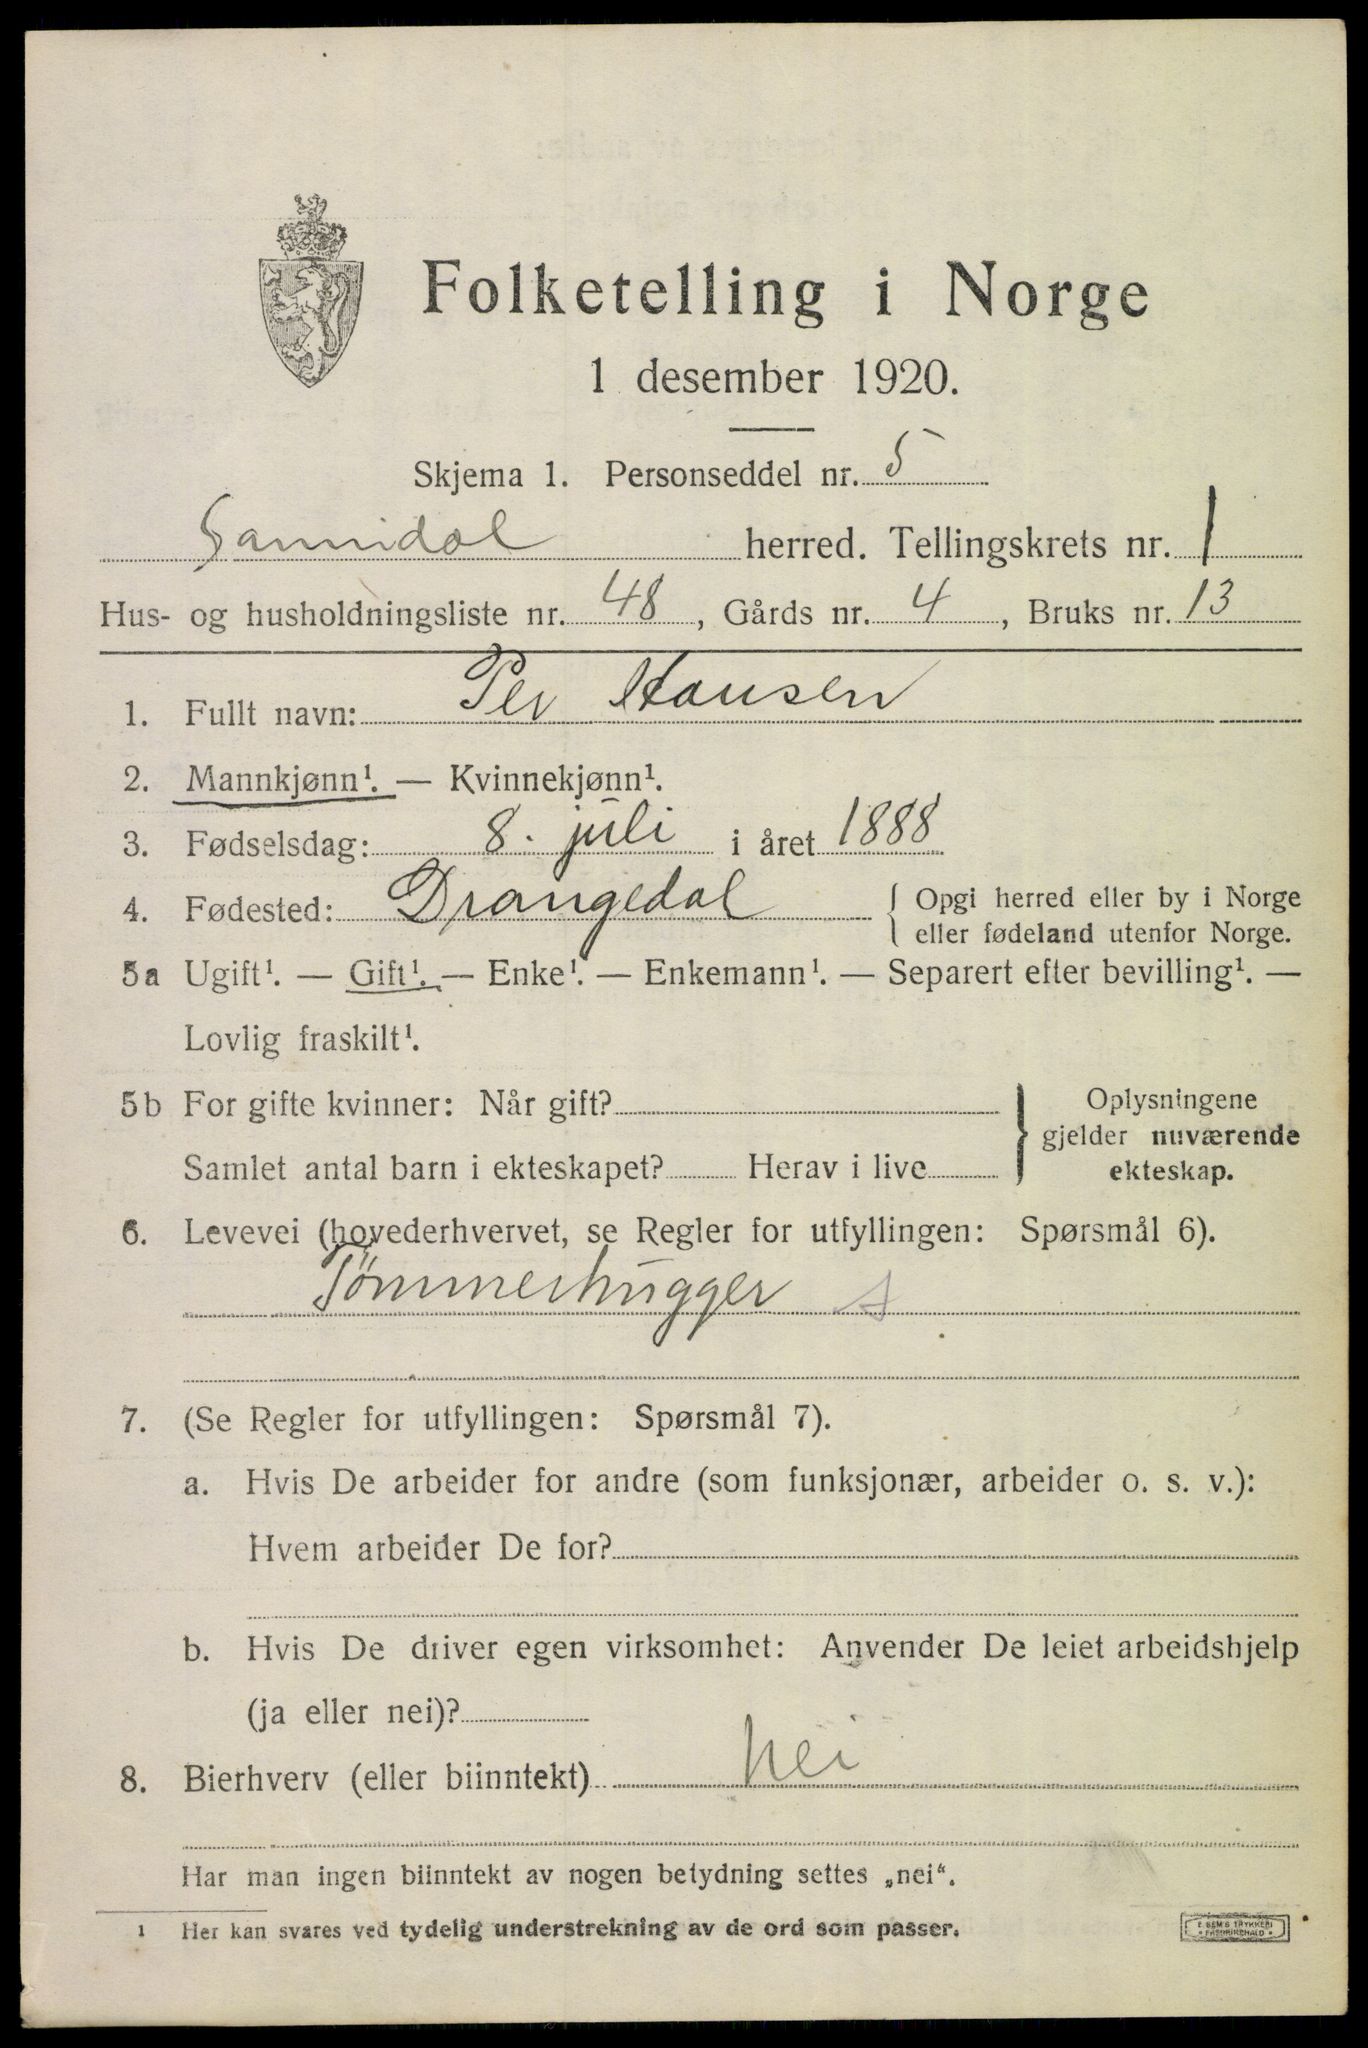 Folketelling i Norge
1 desember 1920.
Skjema 1. Personseddel nr. 5
Sannidal herred. Tellingskrets nr. 1
Hus- og husholdningsliste nr. 48, Gårds nr. 4, Bruks nr. 13
1. Fullt navn: Per Hansen
2. Mannkjønn¹. — Kvinnekjønn¹.
3. Fødselsdag: 8. juli i året 1888
4. Fødested: Drangedal { Opgi herred eller by i Norge
eller fødeland utenfor Norge.
5a Ugift¹. — Gift¹. — Enke¹. — Enkemann¹. — Separert efter bevilling¹. —
Lovlig fraskilt¹.
5b For gifte kvinner: Når gift?
Samlet antal barn i ekteskapet? Herav i live
} Oplysningene
gjelder nuværende
ekteskap.
6. Levevei (hovederhvervet, se Regler for utfyllingen: Spørsmål 6).
Tømmerhugger A
7. (Se Regler for utfyllingen: Spørsmål 7).
a. Hvis De arbeider for andre (som funksjonær, arbeider o. s. v.):
Hvem arbeider De for?
b. Hvis De driver egen virksomhet: Anvender De leiet arbeidshjelp
(ja eller nei)?
8. Bierhverv (eller biinntekt) Nei
Har man ingen biinntekt av nogen betydning settes „nei“.
1 Her kan svares ved tydelig understrekning av de ord som passer.
E. SEM'S TRYKKERI
FREDRIKSHALD